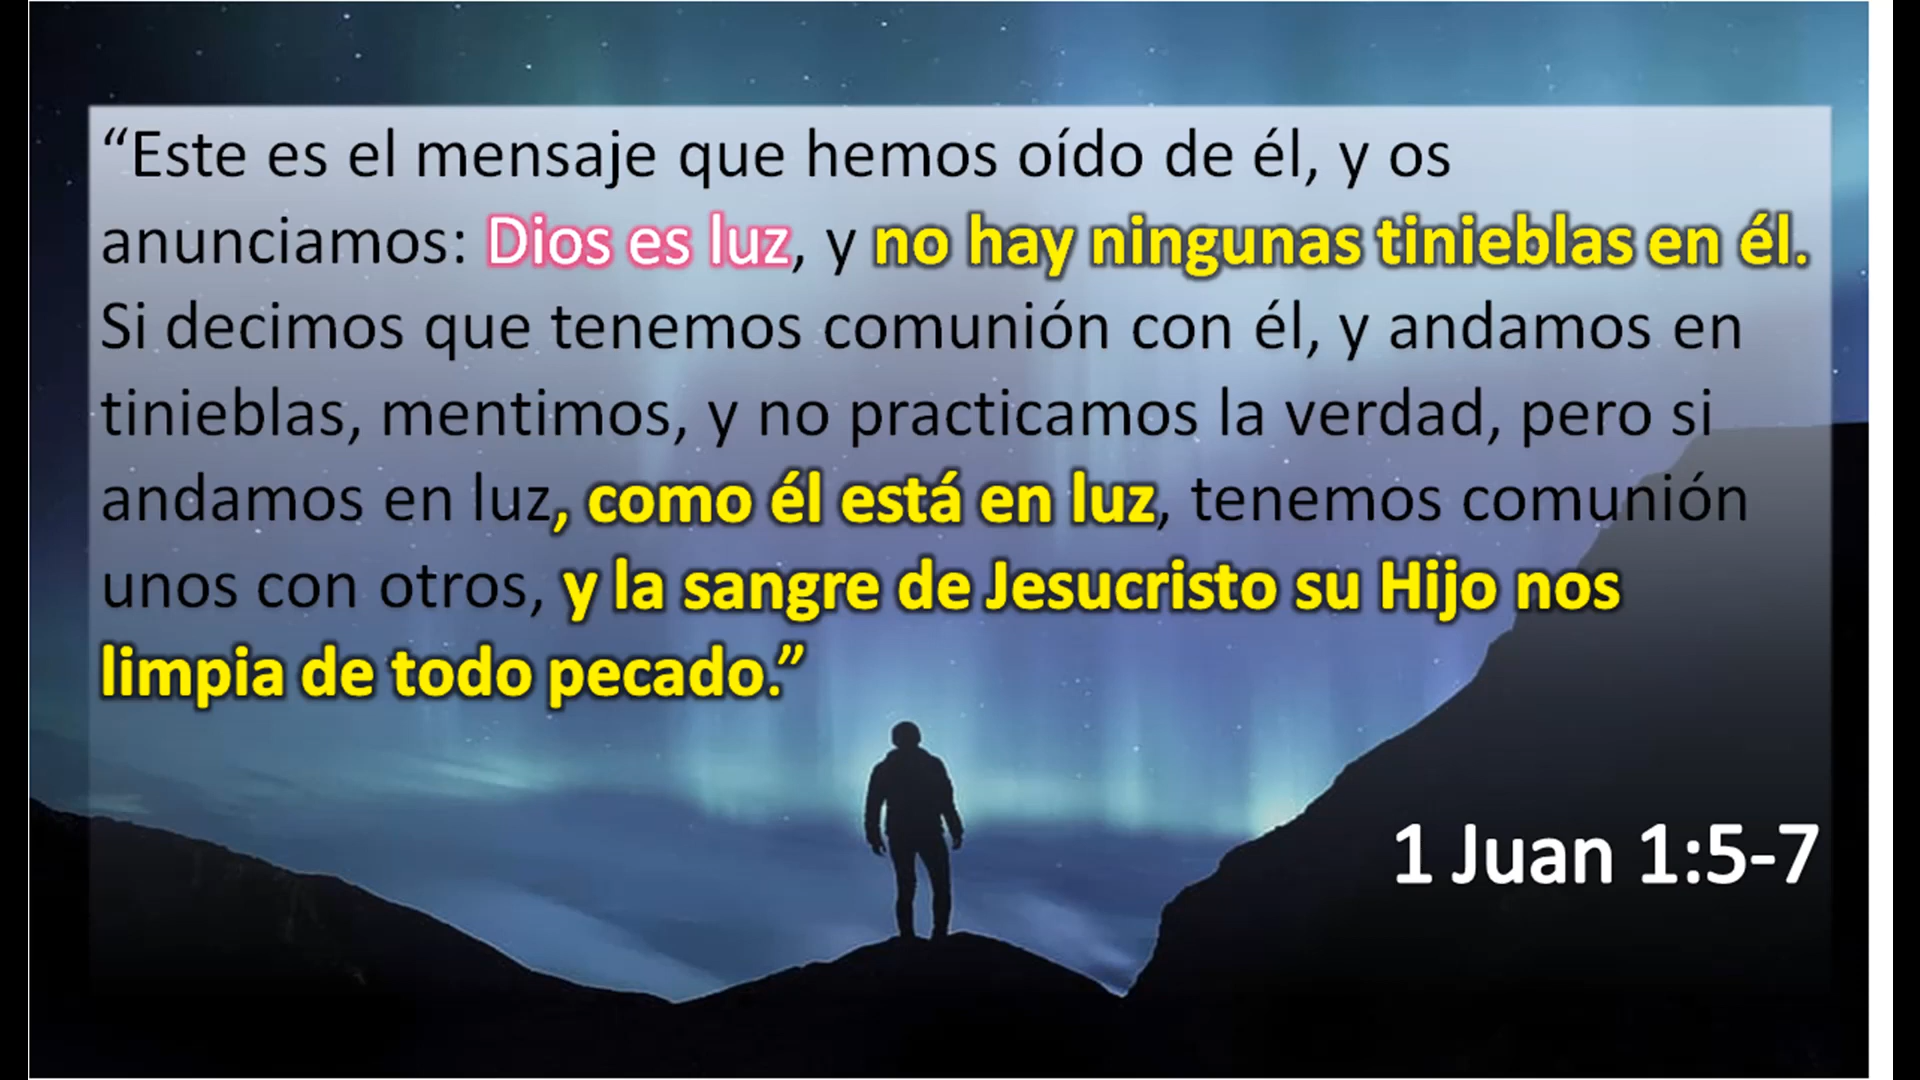 “Este es el mensaje que hemos oído de él, y os
anunciamos: Dios es luz, y no hay ningunas tinieblas en él.
Si decimos que tenemos comunión con él, y andamos en
tinieblas, mentimos, y no practicamos la verdad, pero si
andamos en luz, como él está en luz, tenemos comunión
unos con otros, y la sangre de Jesucristo su Hijo nos
limpia de todo pecado.”
1 Juan 1:5-7